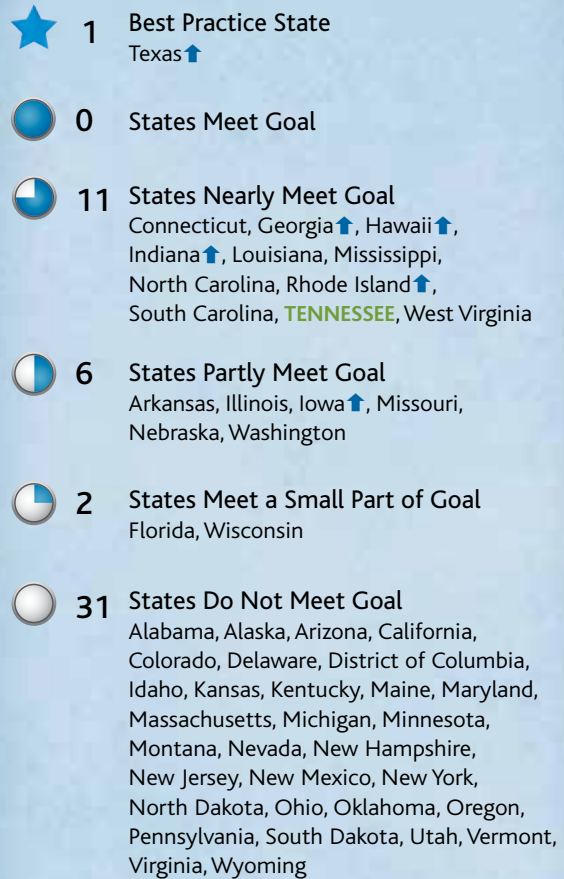 1 Best Practice State
Texas⬆
0 States Meet Goal
11 States Nearly Meet Goal
Connecticut, Georgia⬆, Hawaii⬆,
Indiana⬆, Louisiana, Mississippi,
North Carolina, Rhode Island⬆,
South Carolina, TENNESSEE, West Virginia
6 States Partly Meet Goal
Arkansas, Illinois, Iowa⬆, Missouri,
Nebraska, Washington
2 States Meet a Small Part of Goal
Florida, Wisconsin
31 States Do Not Meet Goal
Alabama, Alaska, Arizona, California,
Colorado, Delaware, District of Columbia,
Idaho, Kansas, Kentucky, Maine, Maryland,
Massachusetts, Michigan, Minnesota,
Montana, Nevada, New Hampshire,
New Jersey, New Mexico, New York,
North Dakota, Ohio, Oklahoma, Oregon,
Pennsylvania, South Dakota, Utah, Vermont,
Virginia, Wyoming